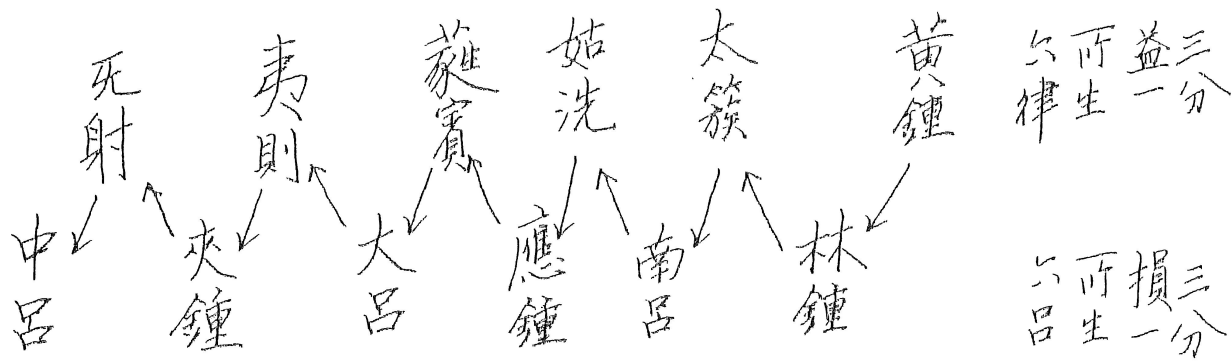 三分
益一
所生
六律
黄鍾
太簇
姑洗
蕤賓
夷則
无射
三分
損一
所生
六呂
林鍾
南呂
應鍾
大呂
夾鍾
中呂